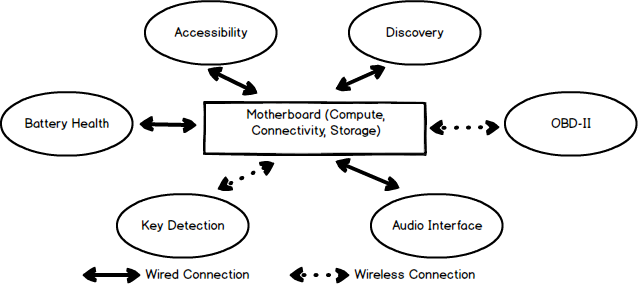 Accessibility
Discovery
Battery Health
Motherboard (Compute,
Connectivity, Storage)
OBD-II
Key Detection
Audio Interface
Wired Connection
Wireless Connection